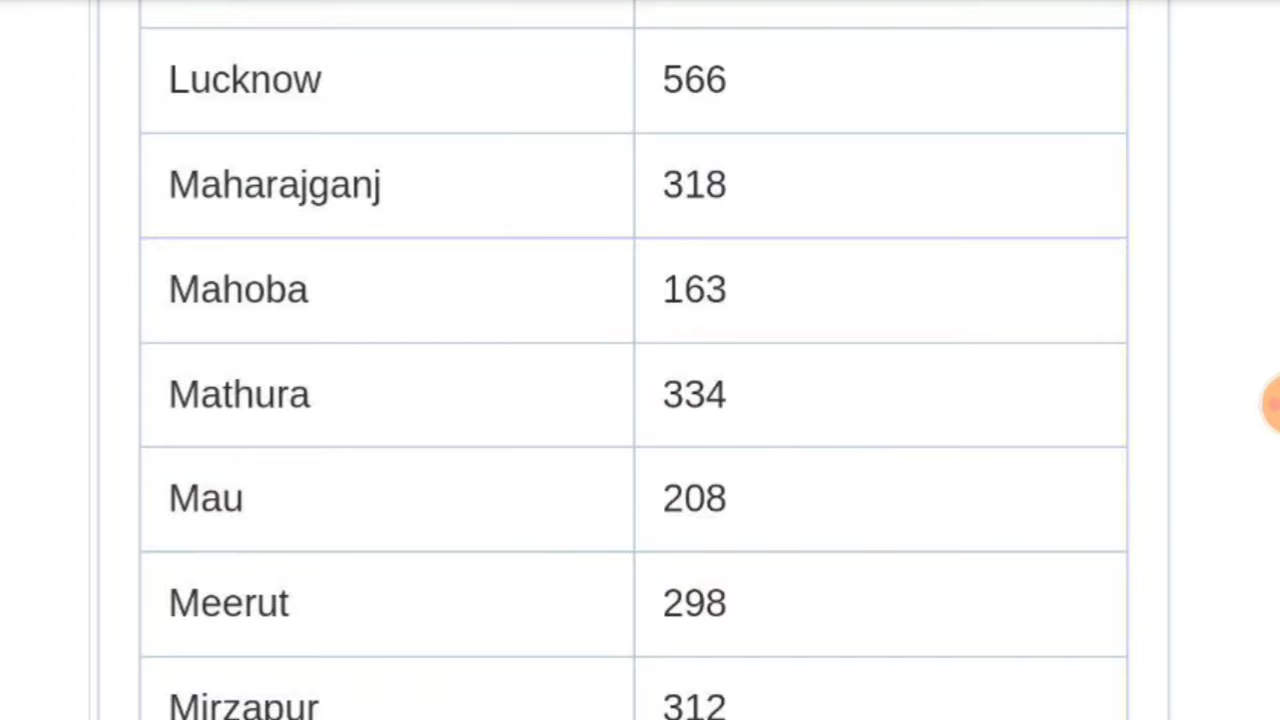 Lucknow 566
Maharajganj 318
Mahoba 163
Mathura 334
Mau 208
Meerut 298
Mirzapur 312